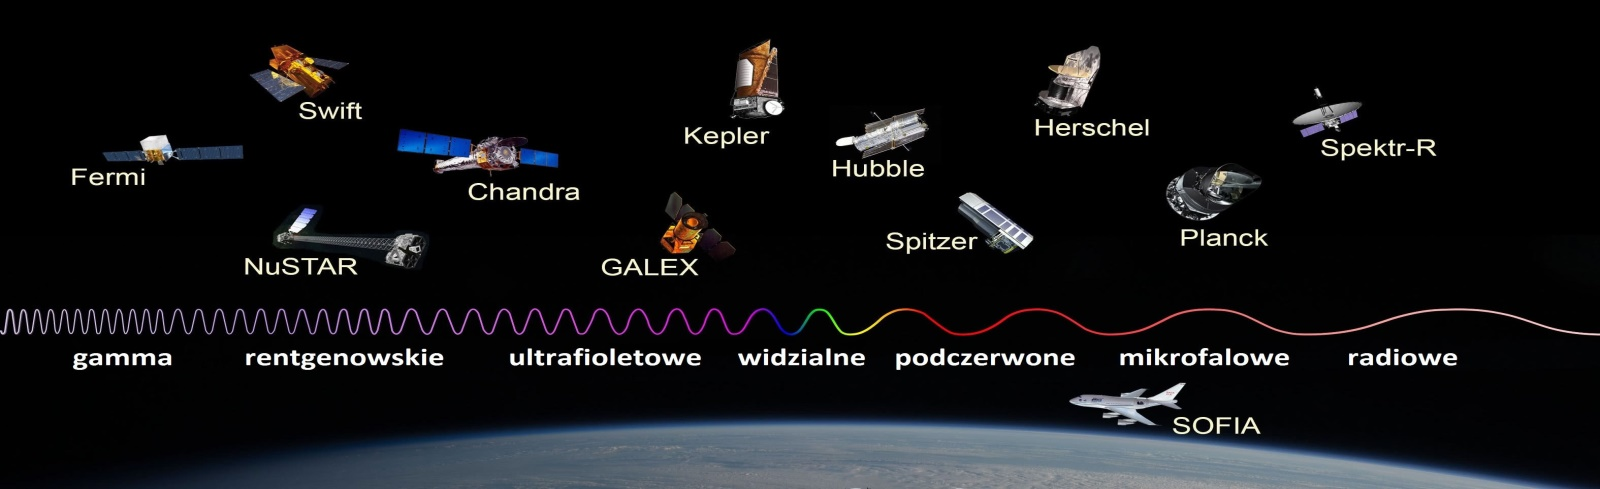 Swift
Kepler
Herschel
Spektr-R
Hubble
Fermi
Chandra
Spitzer
Planck
NuSTAR
GALEX
gamma rentgenowskie ultrafioletowe widzialne podczerwone mikrofalowe radiowe
SOFIA